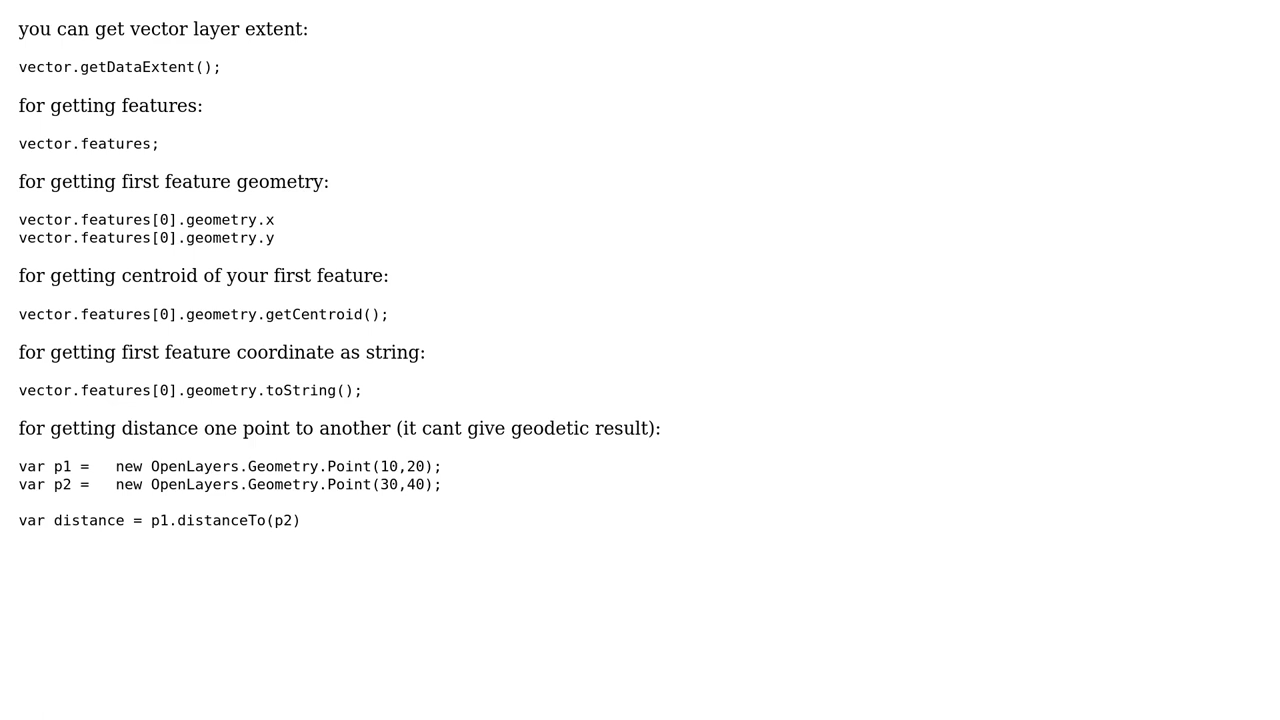 you can get vector layer extent:
vector.getDataExtent();
for getting features:
vector.features;
for getting first feature geometry:
vector.features[0].geometry.x
vector.features[0].geometry.y
for getting centroid of your first feature:
vector.features[0].geometry.getCentroid();
for getting first feature coordinate as string:
vector.features[0].geometry.toString();
for getting distance one point to another (it cant give geodetic result):
var p1 =   new OpenLayers.Geometry.Point(10,20);
var p2 =   new OpenLayers.Geometry.Point(30,40);
var distance = p1.distanceTo(p2)